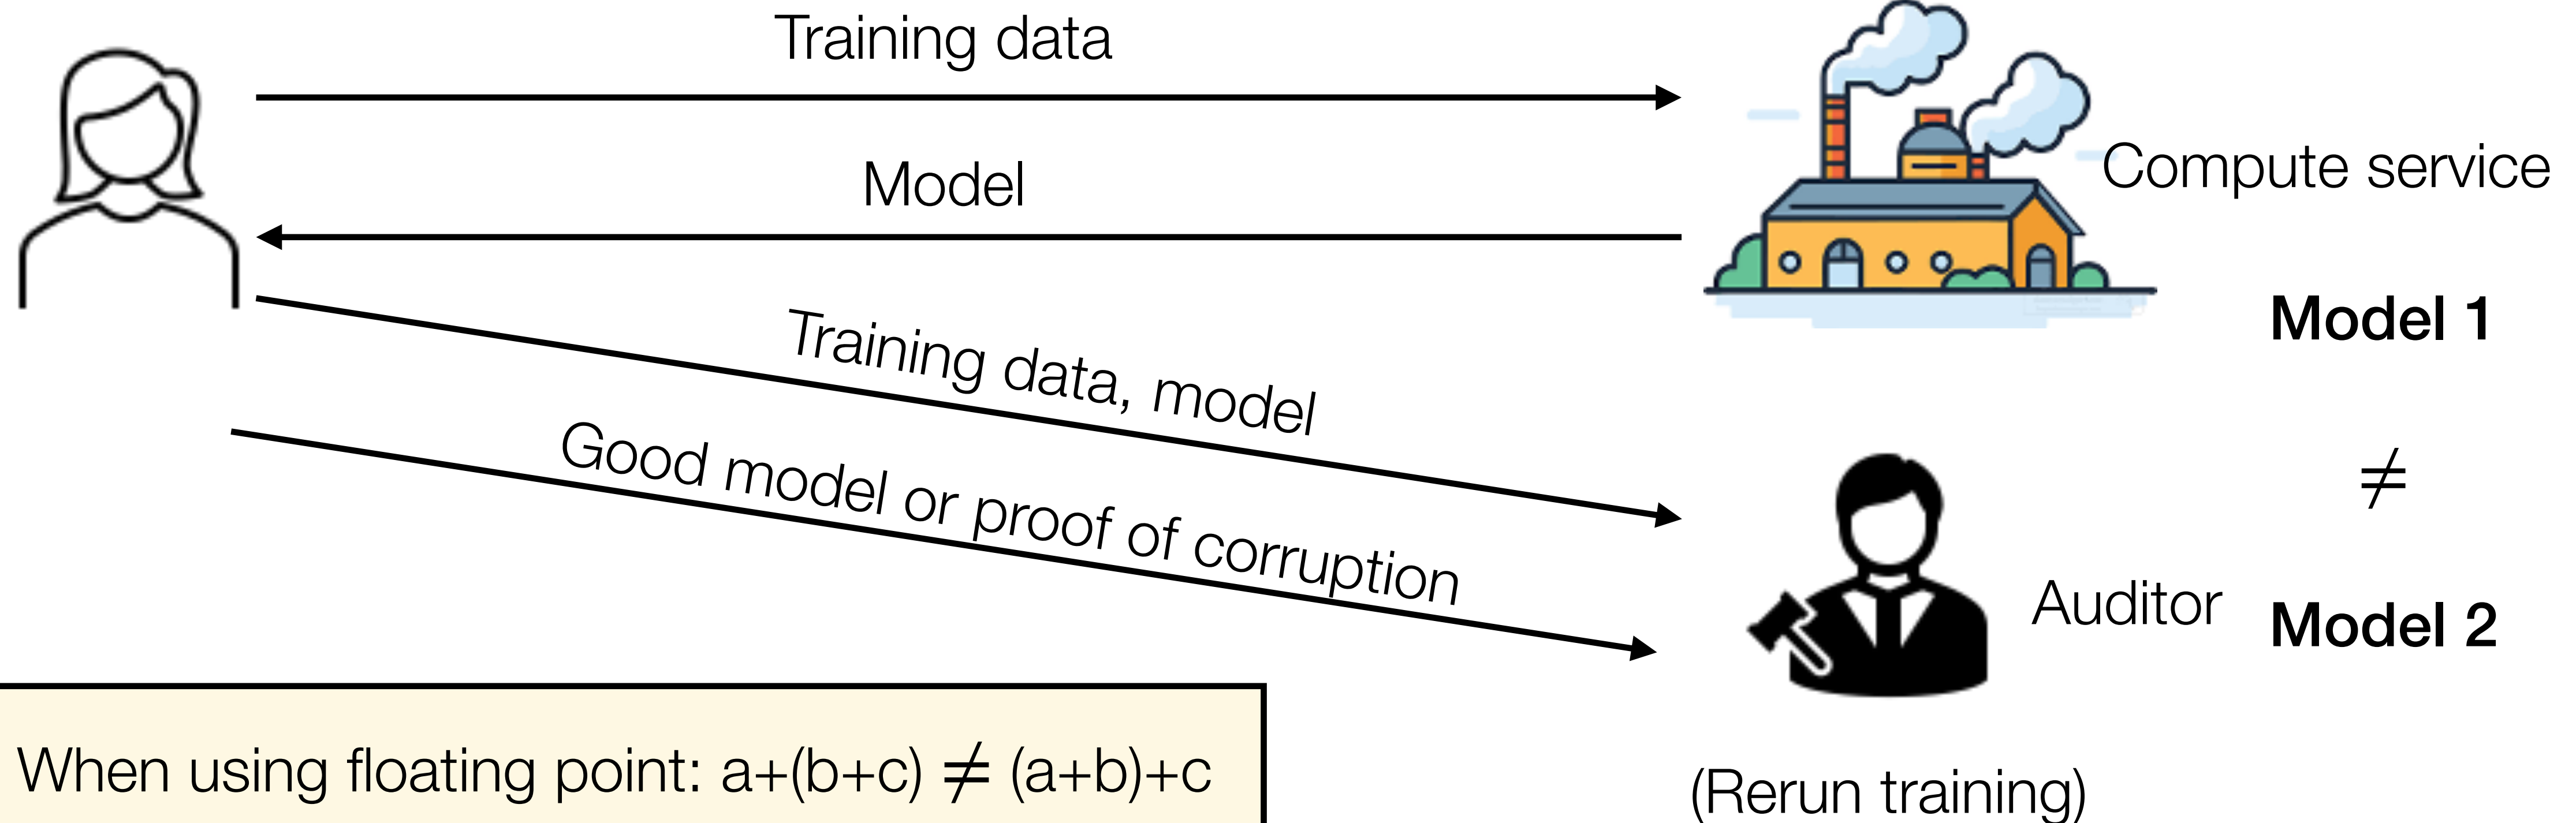 Training data
Model
Compute service
Model 1
Training data, model
≠
Good model or proof of corruption
Auditor
Model 2
When using floating point: a+(b+c) ≠ (a+b)+c
(Rerun training)